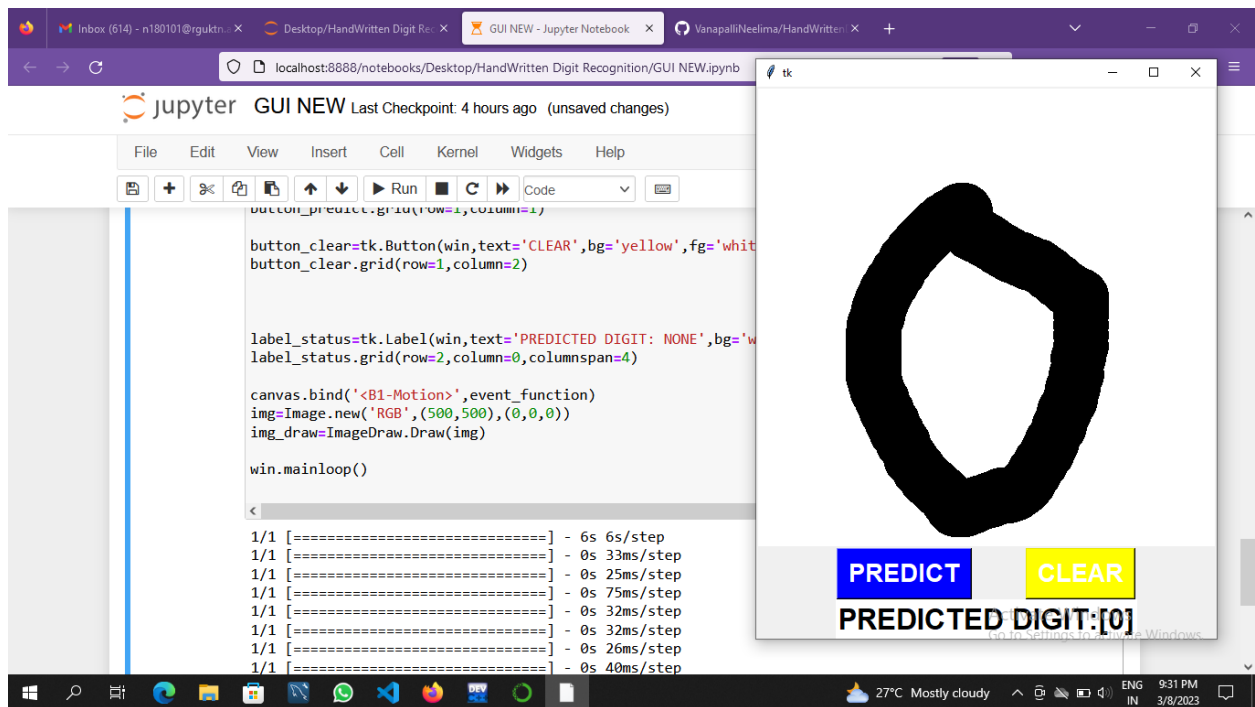 Inbox (614) - n180101@rguktn.
Desktop/HandWritten Digit Rec
GUI NEW - Jupyter Notebook
VanapalliNeelima/HandWritten
localhost:8888/notebooks/Desktop/HandWritten Digit Recognition/GUI NEW.ipynb
tk
jupyter GUI NEW Last Checkpoint: 4 hours ago (unsaved changes)
File Edit View Insert Cell Kernel Widgets Help
Run Code
button_predict.grid(row=1,column=1)
button_clear=tk.Button(win,text='CLEAR',bg='yellow',fg='whit
button_clear.grid(row=1,column=2)
label_status=tk.Label(win,text='PREDICTED DIGIT: NONE',bg='w
label_status.grid(row=2,column=0,columnspan=4)
canvas.bind('<B1-Motion>',event_function)
img=Image.new('RGB',(500,500),(0,0,0))
img_draw=ImageDraw.Draw(img)
win.mainloop()
1/1 [==============================] - 6s 6s/step
1/1 [==============================] - 0s 33ms/step
1/1 [==============================] - 0s 25ms/step
1/1 [==============================] - 0s 75ms/step
1/1 [==============================] - 0s 32ms/step
1/1 [==============================] - 0s 32ms/step
1/1 [==============================] - 0s 26ms/step
1/1 [==============================] - 0s 40ms/step
PREDICT CLEAR
PREDICTED DIGIT:[0]
Activate Windows
Go to Settings to activate Windows.
DEV
27°C Mostly cloudy
ENG
IN
9:31 PM
3/8/2023